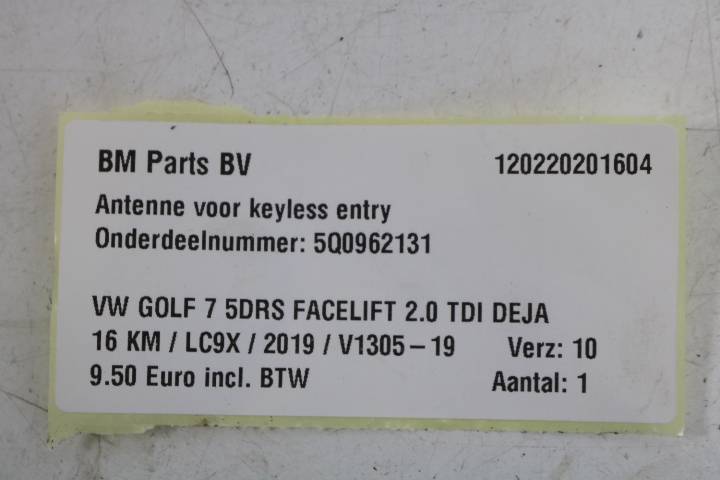 BM Parts BV 120220201604
Antenne voor keyless entry
Onderdeelnummer: 5Q0962131
VW GOLF 7 5DRS FACELIFT 2.0 TDI DEJA
16 KM / LC9X / 2019 / V1305-19 Verz: 10
9.50 Euro incl. BTW Aantal: 1